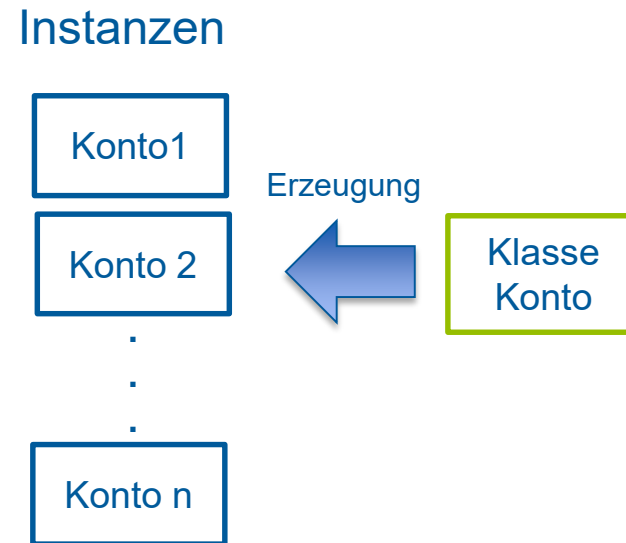 Instanzen
Konto1
Erzeugung
Konto 2
Klasse
Konto
.
.
.
Konto n